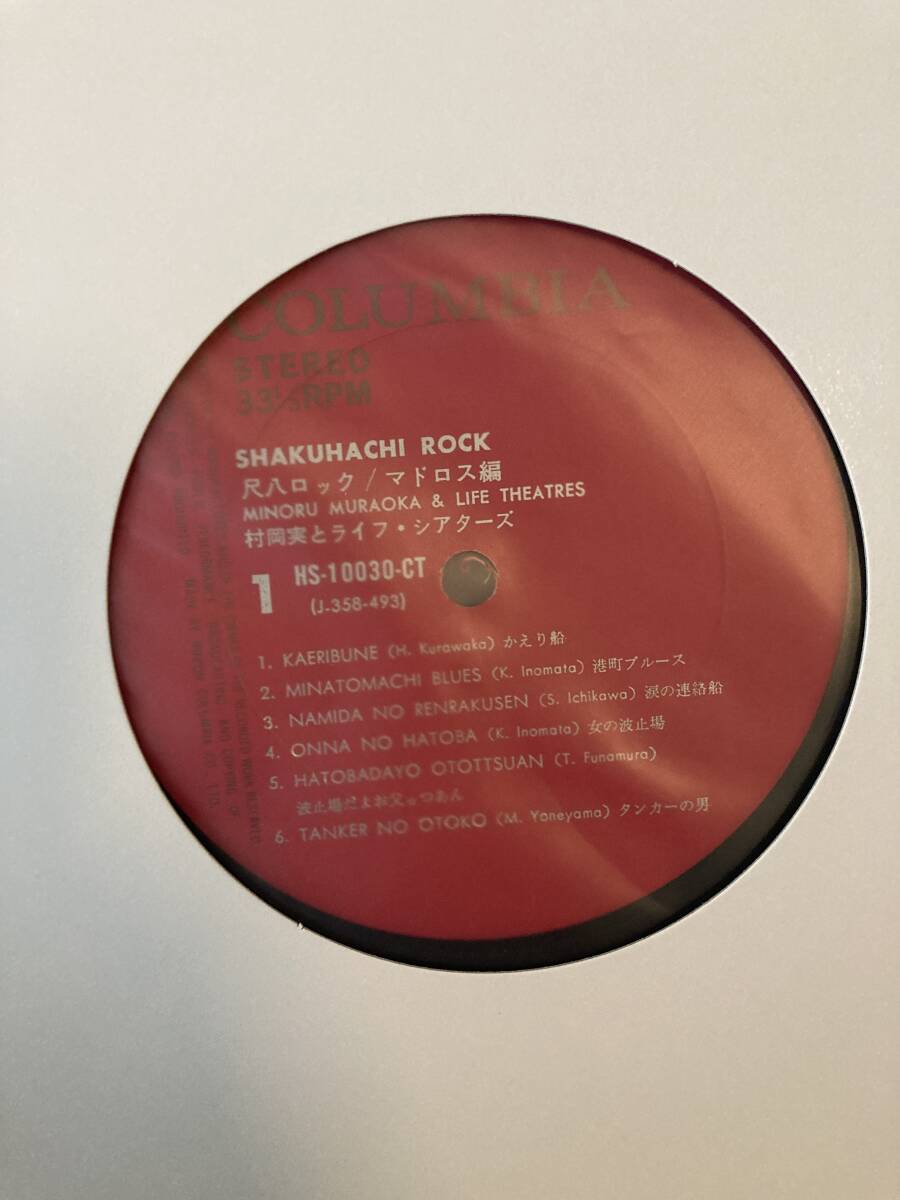 COLUMBIA
STEREO
33⅓RPM
SHAKUHACHI ROCK
尺八ロック/マドロス編
MINORU MURAOKA & LIFE THEATRES
村岡実とライフ・シアターズ
1 HS-10030-CT
(J-358-493)
1. KAERIBUNE (H. Kurawaka) かえり船
2. MINATOMACHI BLUES (K. Inomata) 港町ブルース
3. NAMIDA NO RENRAKUSEN (S. Ichikawa) 涙の連絡船
4. ONNA NO HATOBA (K. Inomata) 女の波止場
5. HATOBADAYO OTOTTSUAN (T. Funamura)
波止場だよお父っつあん
6. TANKER NO OTOKO (M. Yoneyama) タンカーの男